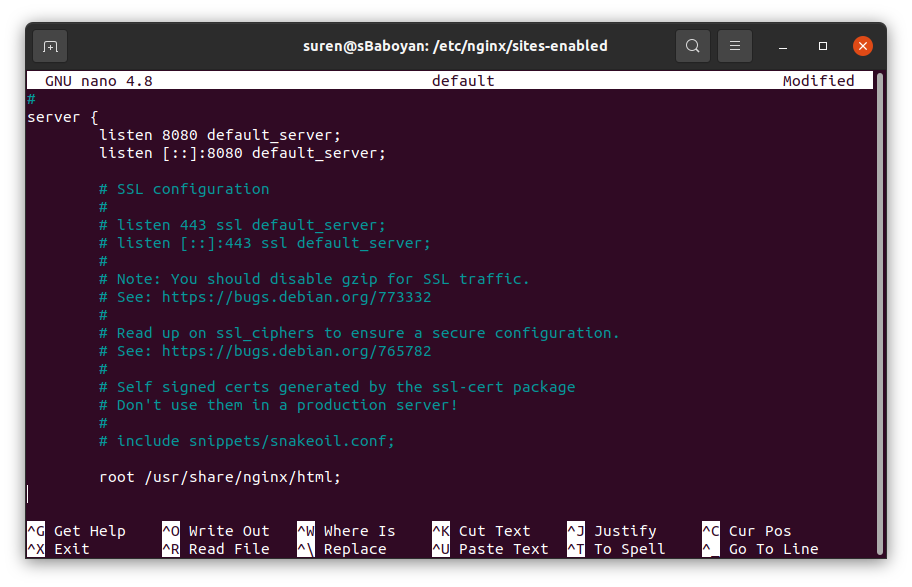 suren@sBaboyan: /etc/nginx/sites-enabled
GNU nano 4.8 default Modified
#
server {
listen 8080 default_server;
listen [::]:8080 default_server;
# SSL configuration
#
# listen 443 ssl default_server;
# listen [::]:443 ssl default_server;
#
# Note: You should disable gzip for SSL traffic.
# See: https://bugs.debian.org/773332
#
# Read up on ssl_ciphers to ensure a secure configuration.
# See: https://bugs.debian.org/765782
#
# Self signed certs generated by the ssl-cert package
# Don't use them in a production server!
#
# include snippets/snakeoil.conf;
root /usr/share/nginx/html;
^G Get Help ^O Write Out ^W Where Is ^K Cut Text ^J Justify ^C Cur Pos
^X Exit ^R Read File ^\ Replace ^U Paste Text ^T To Spell ^_ Go To Line